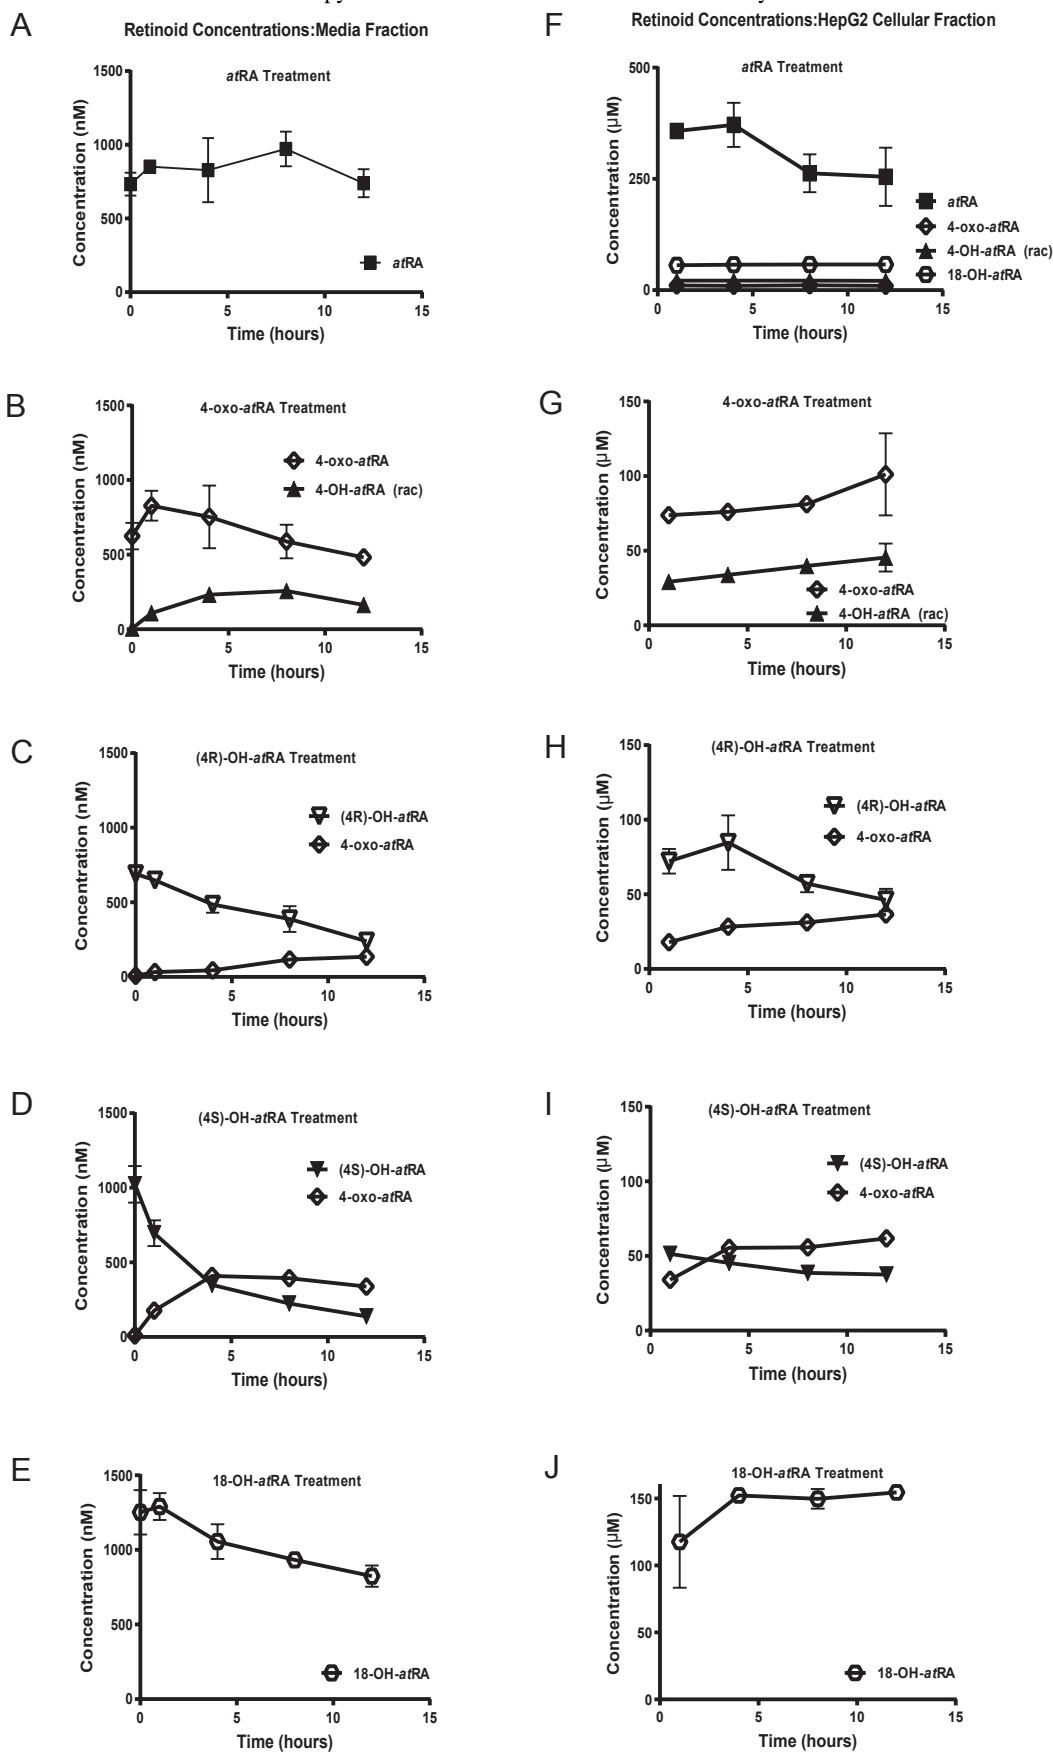 A
Retinoid Concentrations:Media Fraction
atRA Treatment
Concentration (nM)
1500
1000
500
0
atRA
0 5 10 15
Time (hours)
B
4-oxo-atRA Treatment
Concentration (nM)
1500
1000
500
0
4-oxo-atRA
4-OH-atRA (rac)
0 5 10 15
Time (hours)
C
(4R)-OH-atRA Treatment
Concentration (nM)
1500
1000
500
0
(4R)-OH-atRA
4-oxo-atRA
0 5 10 15
Time (hours)
D
(4S)-OH-atRA Treatment
Concentration (nM)
1500
1000
500
0
(4S)-OH-atRA
4-oxo-atRA
0 5 10 15
Time (hours)
E
18-OH-atRA Treatment
Concentration (nM)
1500
1000
500
0
18-OH-atRA
0 5 10 15
Time (hours)
F
Retinoid Concentrations:HepG2 Cellular Fraction
atRA Treatment
Concentration (μM)
500
250
0
atRA
4-oxo-atRA
4-OH-atRA (rac)
18-OH-atRA
0 5 10 15
Time (hours)
G
4-oxo-atRA Treatment
Concentration (μM)
150
100
50
0
4-oxo-atRA
4-OH-atRA (rac)
0 5 10 15
Time (hours)
H
(4R)-OH-atRA Treatment
Concentration (μM)
150
100
50
0
(4R)-OH-atRA
4-oxo-atRA
0 5 10 15
Time (hours)
I
(4S)-OH-atRA Treatment
Concentration (μM)
150
100
50
0
(4S)-OH-atRA
4-oxo-atRA
0 5 10 15
Time (hours)
J
18-OH-atRA Treatment
Concentration (μM)
150
100
50
0
18-OH-atRA
0 5 10 15
Time (hours)